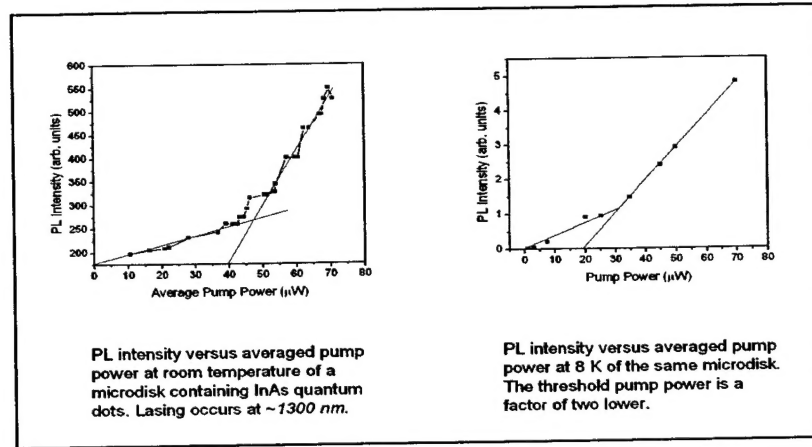 600
550
500
450
400
350
300
250
200
PL Intensity (arb. units)
0 10 20 30 40 50 60 70 80
Average Pump Power (µW)
5
4
3
2
1
0
PL Intensity (arb. units)
0 10 20 30 40 50 60 70 80
Pump Power (µW)
PL intensity versus averaged pump
power at room temperature of a
microdisk containing InAs quantum
dots. Lasing occurs at ~1300 nm.
PL intensity versus averaged pump
power at 8 K of the same microdisk.
The threshold pump power is a
factor of two lower.